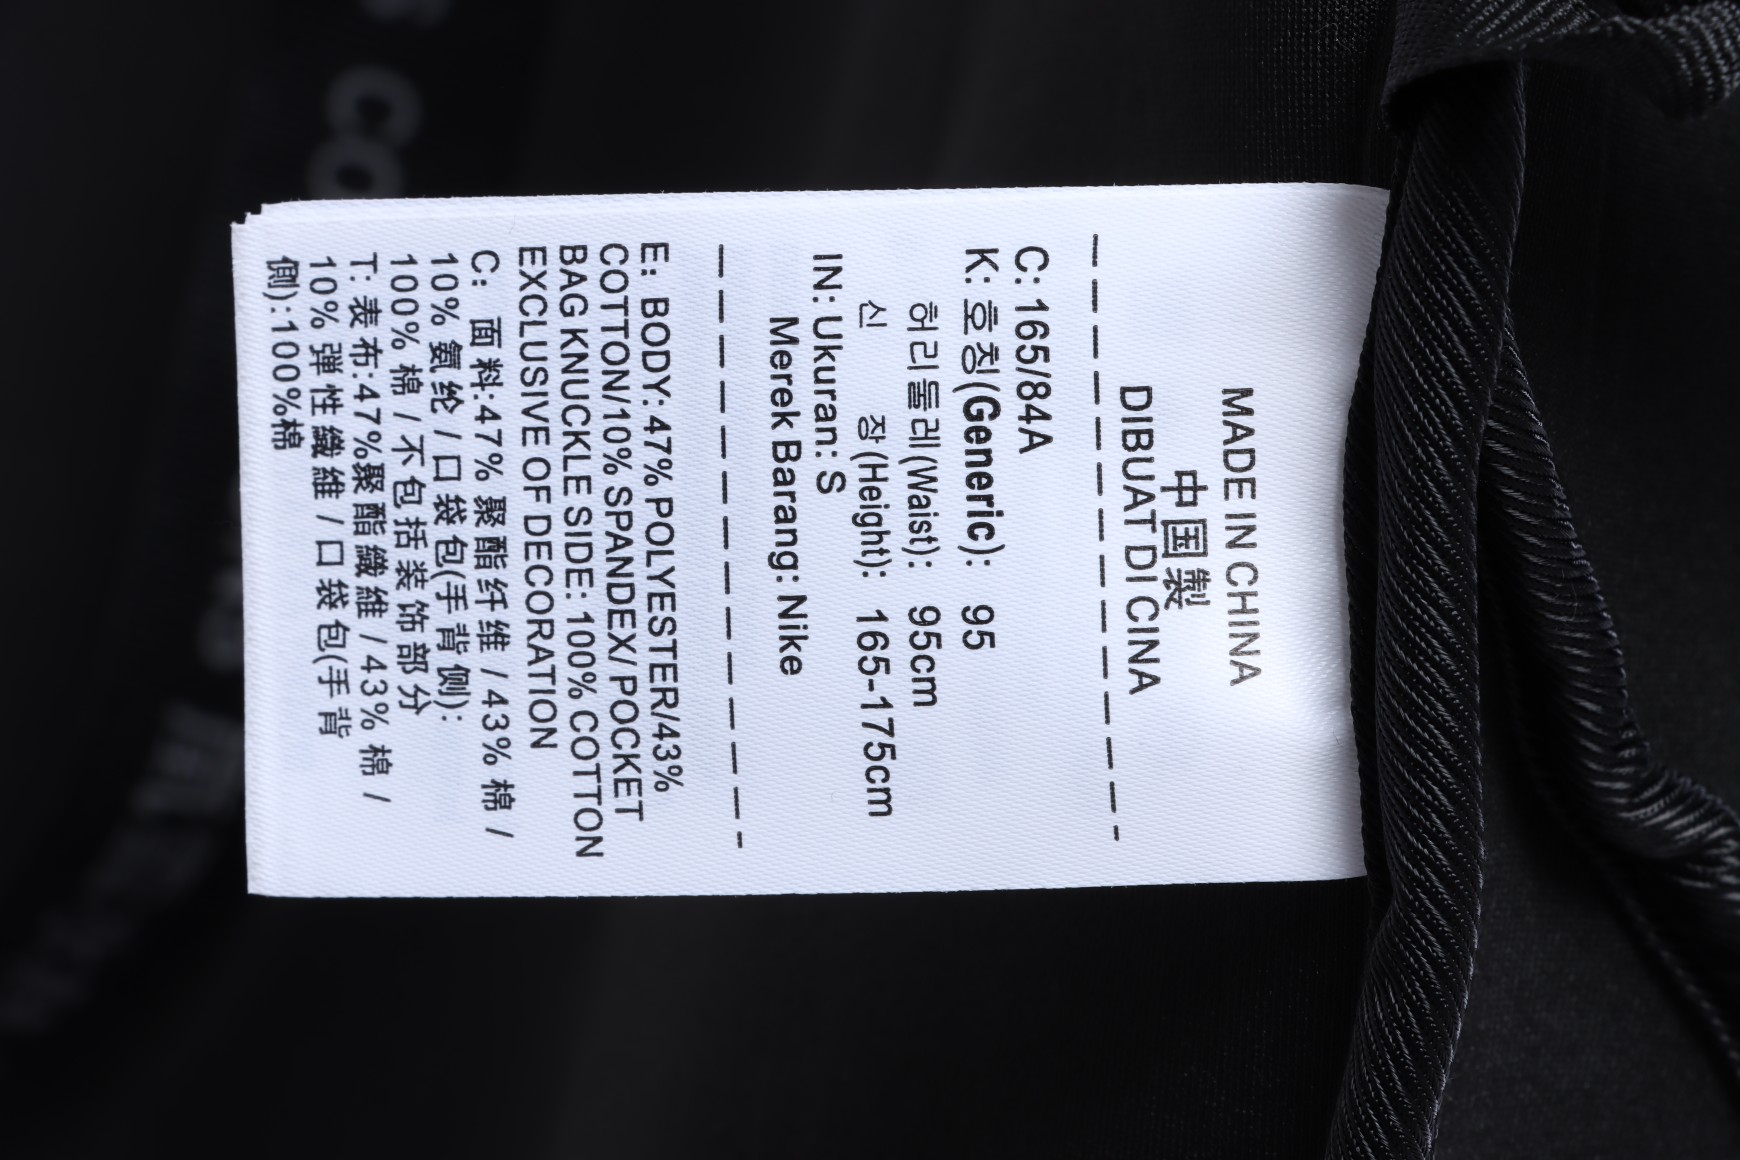 MADE IN CHINA
中国製
DIBUAT DI CINA
C: 165/84A
K: 호칭(Generic): 95
허리둘레(Waist): 95cm
신 장(Height): 165-175cm
IN: Ukuran: S
Merek Barang: Nike
E: BODY: 47% POLYESTER/43%
COTTON/10% SPANDEX/ POCKET
BAG KNUCKLE SIDE: 100% COTTON
EXCLUSIVE OF DECORATION
C: 面料:47% 聚酯纤维 / 43% 棉 /
10% 氨纶 / 口袋包(手背侧):
100% 棉 / 不包括装饰部分
T: 表布:47%聚酯纖維 / 43% 棉 /
10% 弹性纖維 / 口袋包(手背
側):100%棉